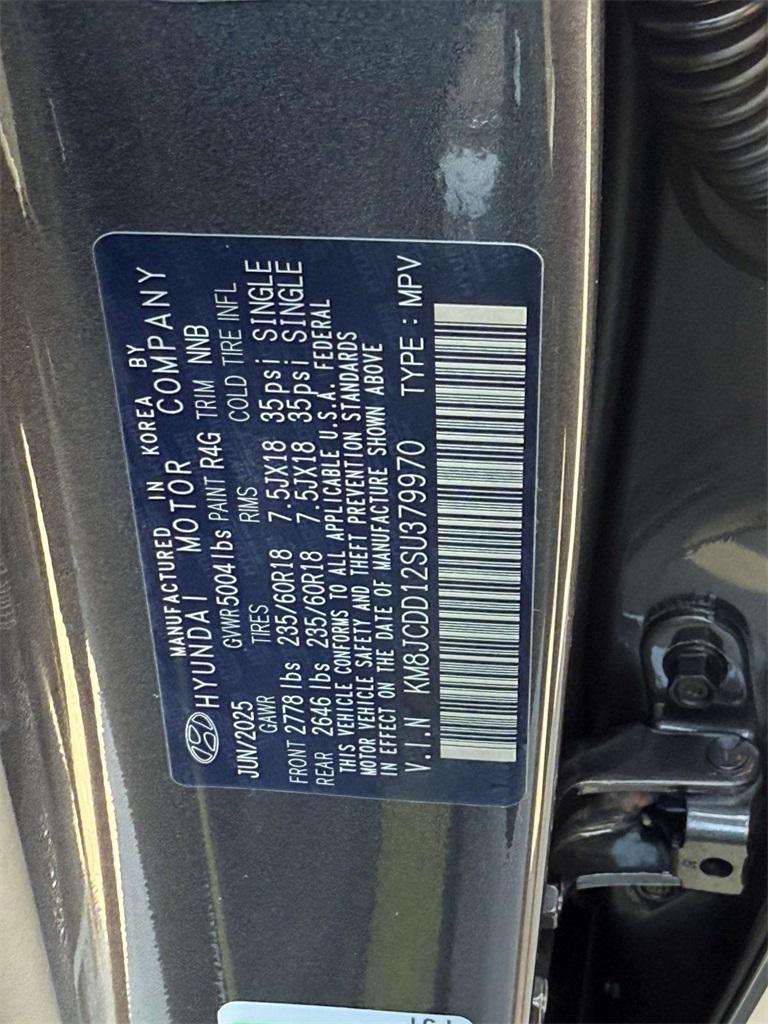 MANUFACTURED IN KOREA BY
HYUNDAI MOTOR COMPANY
JUN/2025 GVWR 5004 lbs PAINT R4G TRIM NNB
GAWR TIRES RIMS COLD TIRE INFL
FRONT 2778 lbs 235/60R18 7.5JX18 35psi SINGLE
REAR 2646 lbs 235/60R18 7.5JX18 35psi SINGLE
THIS VEHICLE CONFORMS TO ALL APPLICABLE U.S.A. FEDERAL
MOTOR VEHICLE SAFETY AND THEFT PREVENTION STANDARDS
IN EFFECT ON THE DATE OF MANUFACTURE SHOWN ABOVE
V.I.N KM8JCDD12SU379970 TYPE : MPV